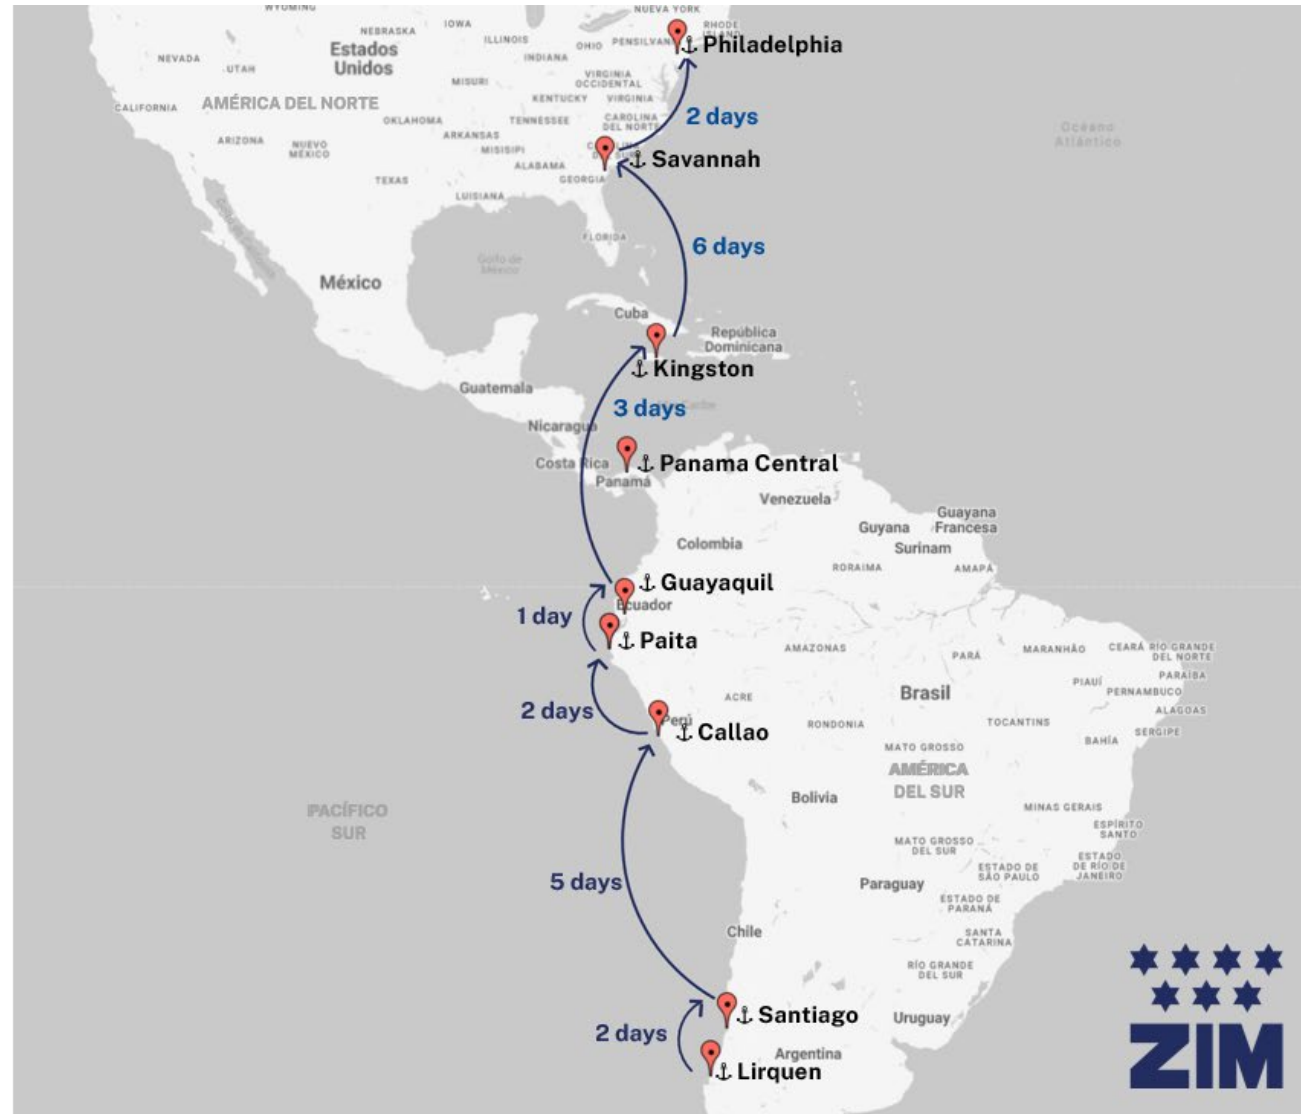 WYOMING
NUEVA YORK
NEBRASKA
IOWA
RHODE
ISLAND
Estados
Unidos
ILLINOIS
OHIO
PENSILVAN
Philadelphia
NEVADA
INDIANA
UTAH
MISURI
VIRGINIA
OCCIDENTAL
AMÉRICA DEL NORTE
CALIFORNIA
KENTUCKY
VIRGINIA
2 days
OKLAHOMA
TENNESSEE
CAROLINA
DEL NORTE
Océano
Atlántico
ARIZONA
NUEVO
MÉXICO
ARKANSAS
MISISIPI
Savannah
ALABAMA
TEXAS
GEORGIA
LUISIANA
FLORIDA
6 days
Golfo de
México
México
Cuba
República
Dominicana
Kingston
Guatemala
3 days
Nicaragua
Costa Rica
Panama Central
Panamá
Venezuela
Guayana
Francesa
Guyana
Colombia
Surinam
RORAIMA
AMAPÁ
Guayaquil
Ecuador
1 day
Paita
AMAZONAS
PARÁ
MARANHÃO
CEARÁ
RÍO GRANDE
DEL NORTE
PARAÍBA
PIAUÍ
PERNAMBUCO
ACRE
Brasil
2 days
Perú
Callao
RONDONIA
TOCANTINS
ALAGOAS
SERGIPE
BAHÍA
MATO GROSSO
AMÉRICA
DEL SUR
Bolivia
PACÍFICO
SUR
MINAS GERAIS
ESPÍRITO
SANTO
MATO GROSSO
DEL SUR
ESTADO
DE RÍO DE
JANEIRO
ESTADO DE
SÃO PAULO
5 days
Paraguay
ESTADO DE
PARANÁ
Chile
SANTA
CATARINA
RÍO GRANDE
DEL SUR
Santiago
Uruguay
2 days
Argentina
Lirquen
ZIM